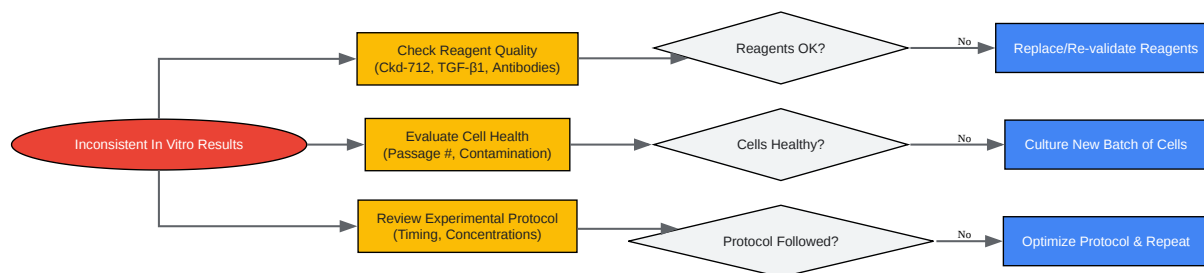 Inconsistent In Vitro Results
Check Reagent Quality
(Ckd-712, TGF-β1, Antibodies)
Reagents OK?
No
Replace/Re-validate Reagents
Evaluate Cell Health
(Passage #, Contamination)
Cells Healthy?
No
Culture New Batch of Cells
Review Experimental Protocol
(Timing, Concentrations)
Protocol Followed?
No
Optimize Protocol & Repeat